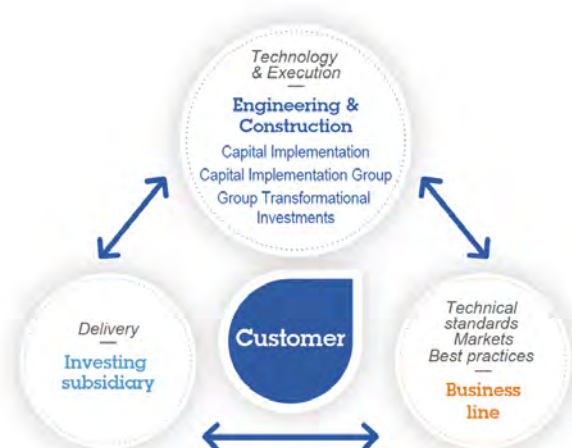 Technology
& Execution
Engineering &
Construction
Capital Implementation
Capital Implementation Group
Group Transformational
Investments
Delivery
Investing
subsidiary
Customer
Technical
standards
Markets
Best practices
Business
line